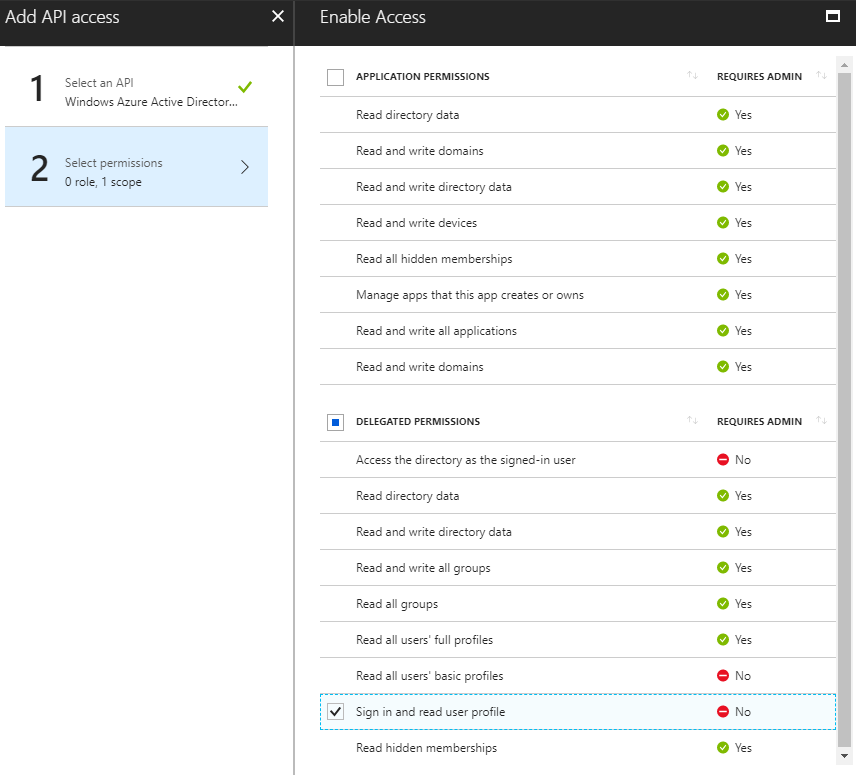 Add API access
Enable Access
1
Select an API
Windows Azure Active Director...
2
Select permissions
0 role, 1 scope
APPLICATION PERMISSIONS REQUIRES ADMIN
Read directory data Yes
Read and write domains Yes
Read and write directory data Yes
Read and write devices Yes
Read all hidden memberships Yes
Manage apps that this app creates or owns Yes
Read and write all applications Yes
Read and write domains Yes
DELEGATED PERMISSIONS REQUIRES ADMIN
Access the directory as the signed-in user No
Read directory data Yes
Read and write directory data Yes
Read and write all groups Yes
Read all groups Yes
Read all users' full profiles Yes
Read all users' basic profiles No
Sign in and read user profile No
Read hidden memberships Yes